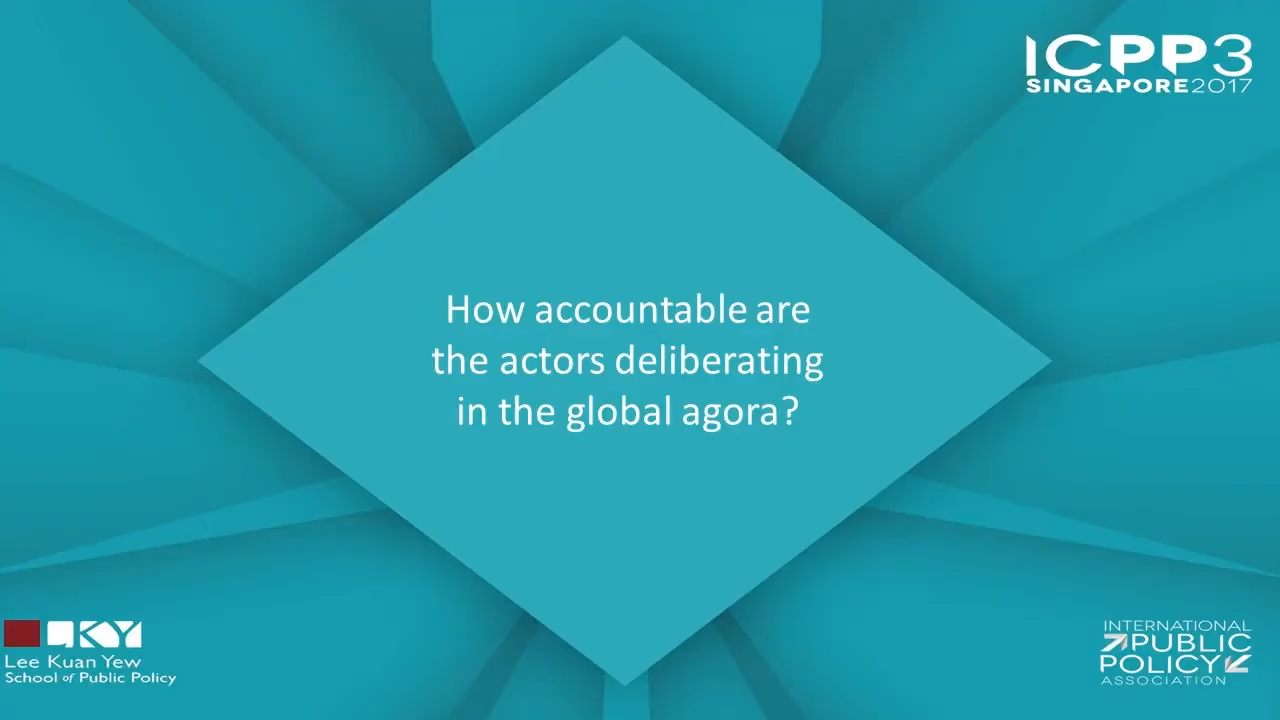 ICPP3
SINGAPORE2017
How accountable are
the actors deliberating
in the global agora?
LKY
Lee Kuan Yew
School of Public Policy
INTERNATIONAL
PUBLIC
POLICY
ASSOCIATION